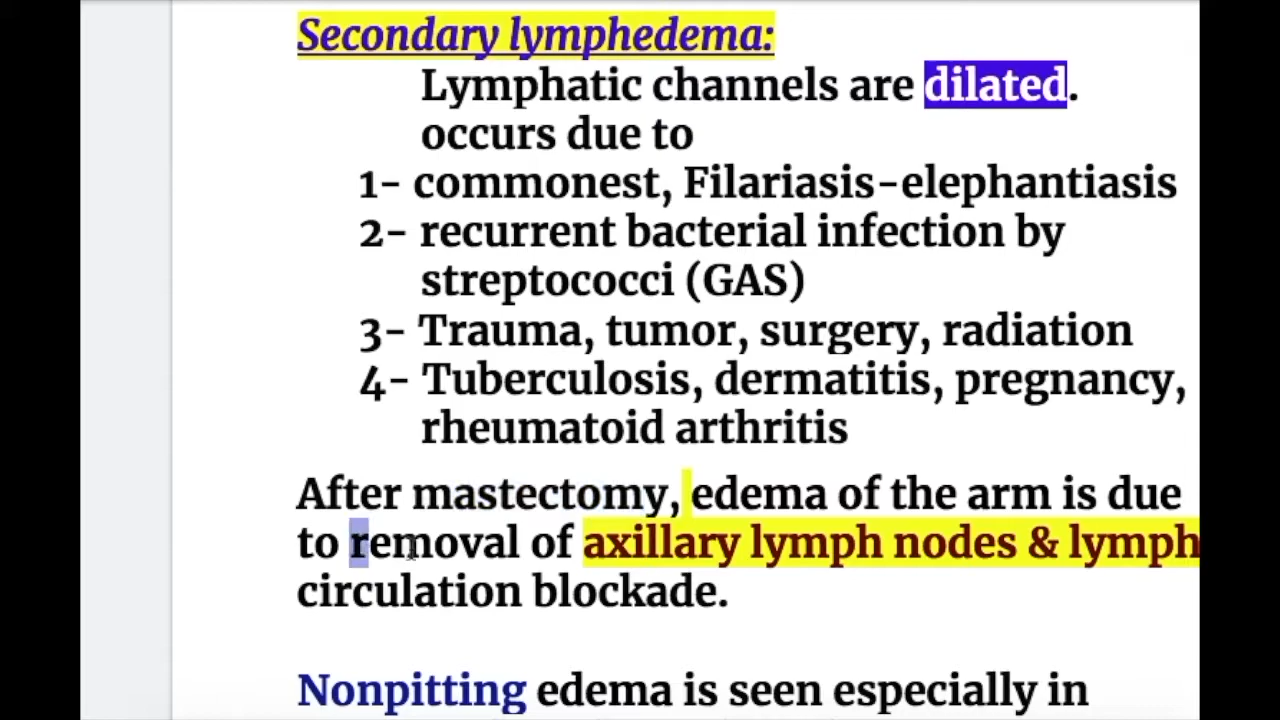 Secondary lymphedema:
Lymphatic channels are dilated.
occurs due to
1- commonest, Filariasis-elephantiasis
2- recurrent bacterial infection by
streptococci (GAS)
3- Trauma, tumor, surgery, radiation
4- Tuberculosis, dermatitis, pregnancy,
rheumatoid arthritis
After mastectomy, edema of the arm is due
to removal of axillary lymph nodes & lymph
circulation blockade.
Nonpitting edema is seen especially in